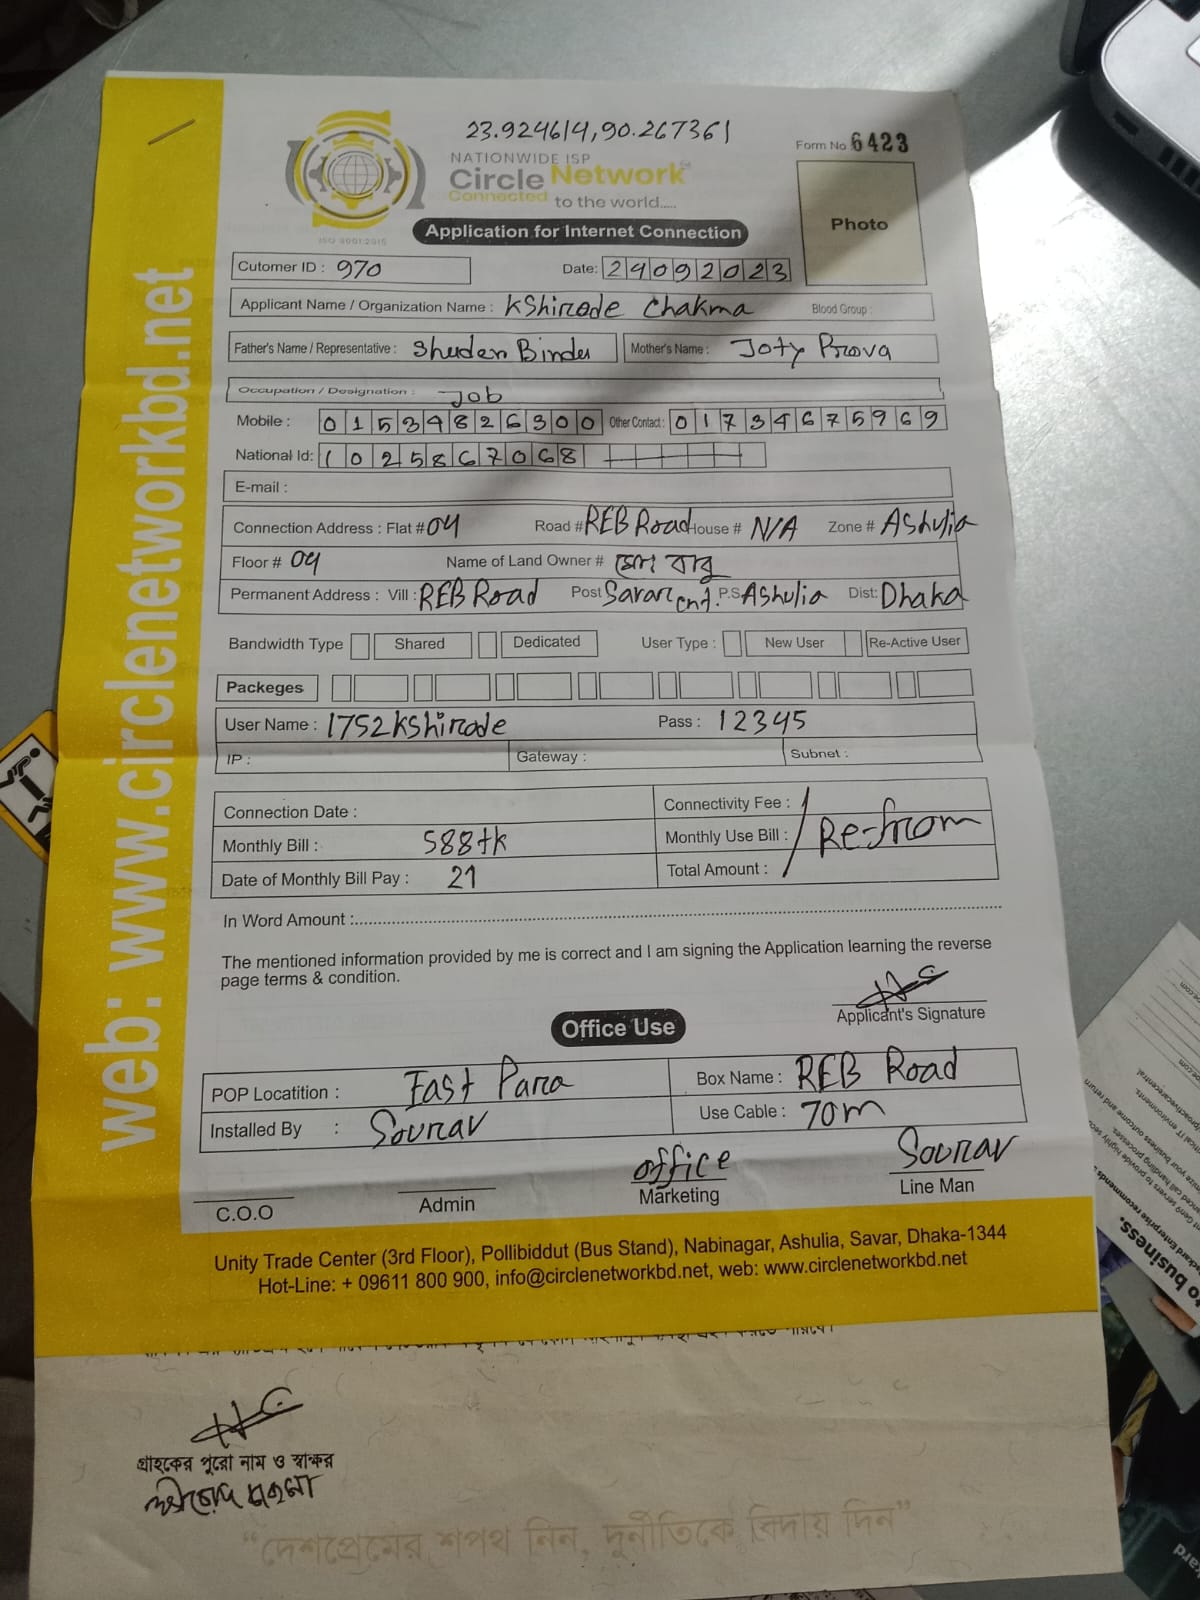 23.924614,90.267361
NATIONWIDE ISP
Circle Network
Connected to the world.....
ISO 9001:2015
Form No. 6423
Photo
Application for Internet Connection
Cutomer ID : 970 Date: 24092023
Applicant Name / Organization Name : Kshirode Chakma Blood Group :
Father's Name / Representative : Shuden Bindu Mother's Name : Joty Prova
Occupation / Designation : Job
Mobile : 01534826300 Other Contact : 01734675969
National Id: 1025867068
E-mail :
Connection Address : Flat # 04 Road # REB Road House # N/A Zone # Ashulia
Floor # 04 Name of Land Owner # মোঃ বাবু
Permanent Address : Vill : REB Road Post Savar cnt. P.S Ashulia Dist: Dhaka
Bandwidth Type Shared Dedicated User Type : New User Re-Active User
Packeges
User Name : 1752kshirode Pass : 12345
IP : Gateway : Subnet :
Connection Date : Connectivity Fee :
Monthly Bill : 588tk Monthly Use Bill : Re-from
Date of Monthly Bill Pay : 21 Total Amount :
In Word Amount :
The mentioned information provided by me is correct and I am signing the Application learning the reverse
page terms & condition.
Applicant's Signature
Office Use
POP Locatition : East Para Box Name : REB Road
Installed By : Sourav Use Cable : 70m
office Sourav
C.O.O Admin Marketing Line Man
Unity Trade Center (3rd Floor), Pollibiddut (Bus Stand), Nabinagar, Ashulia, Savar, Dhaka-1344
Hot-Line: + 09611 800 900, info@circlenetworkbd.net, web: www.circlenetworkbd.net
web: www.circlenetworkbd.net
গ্রাহকের পুরো নাম ও স্বাক্ষর
ক্ষীরোদ চাকমা
“দেশপ্রেমের শপথ নিন, দুর্নীতিকে বিদায় দিন”
to business.